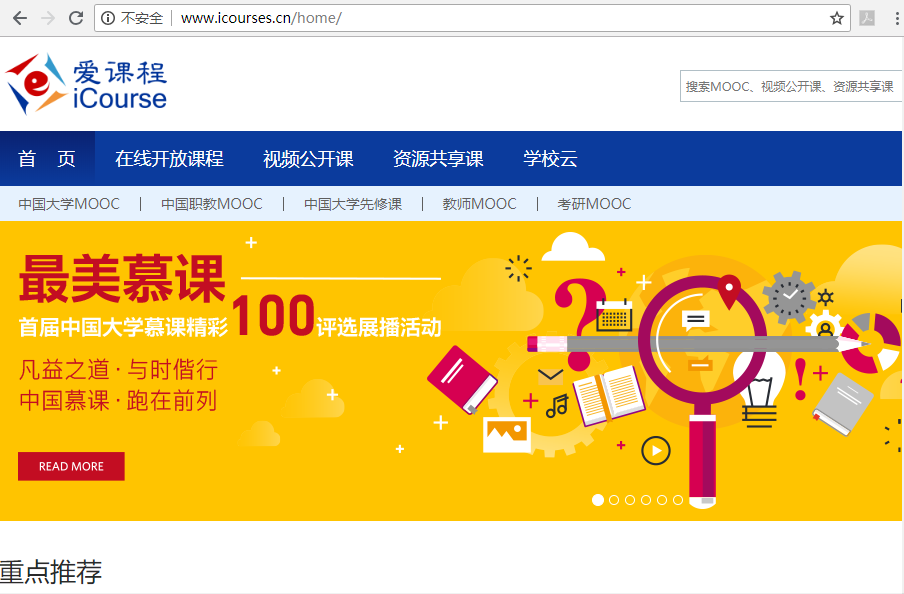 不安全 www.icourses.cn/home/
爱课程
iCourse
搜索MOOC、视频公开课、资源共享课
首 页 在线开放课程 视频公开课 资源共享课 学校云
中国大学MOOC | 中国职教MOOC | 中国大学先修课 | 教师MOOC | 考研MOOC
最美慕课
首届中国大学慕课精彩100评选展播活动
凡益之道·与时偕行
中国慕课·跑在前列
READ MORE
重点推荐